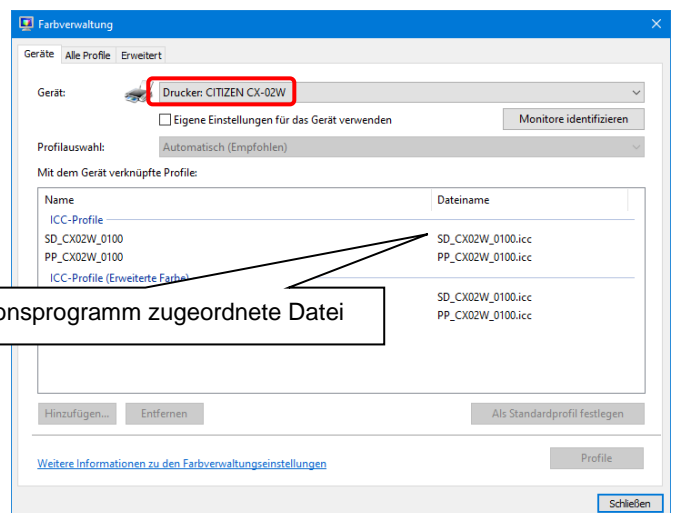 Farbverwaltung
Geräte Alle Profile Erweitert
Gerät: Drucker: CITIZEN CX-02W
Eigene Einstellungen für das Gerät verwenden Monitore identifizieren
Profilauswahl: Automatisch (Empfohlen)
Mit dem Gerät verknüpfte Profile:
Name Dateiname
ICC-Profile
SD_CX02W_0100 SD_CX02W_0100.icc
PP_CX02W_0100 PP_CX02W_0100.icc
ICC-Profile (Erweiterte Farbe)
SD_CX02W_0100.icc
onsprogramm zugeordnete Datei
PP_CX02W_0100.icc
Hinzufügen... Entfernen Als Standardprofil festlegen
Weitere Informationen zu den Farbverwaltungseinstellungen Profile
Schließen